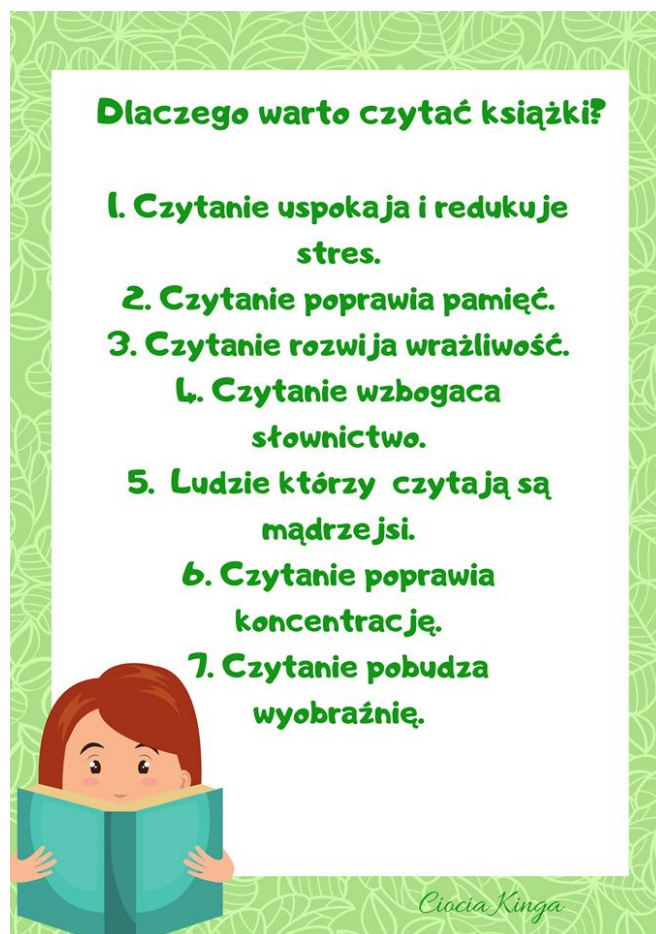 Dlaczego warto czytać książki?
1. Czytanie uspokaja i redukuje
stres.
2. Czytanie poprawia pamięć.
3. Czytanie rozwija wrażliwość.
4. Czytanie wzbogaca
słownictwo.
5. Ludzie którzy czytają są
mądrzejsi.
6. Czytanie poprawia
koncentrację.
7. Czytanie pobudza
wyobraźnię.
Ciocia Kinga